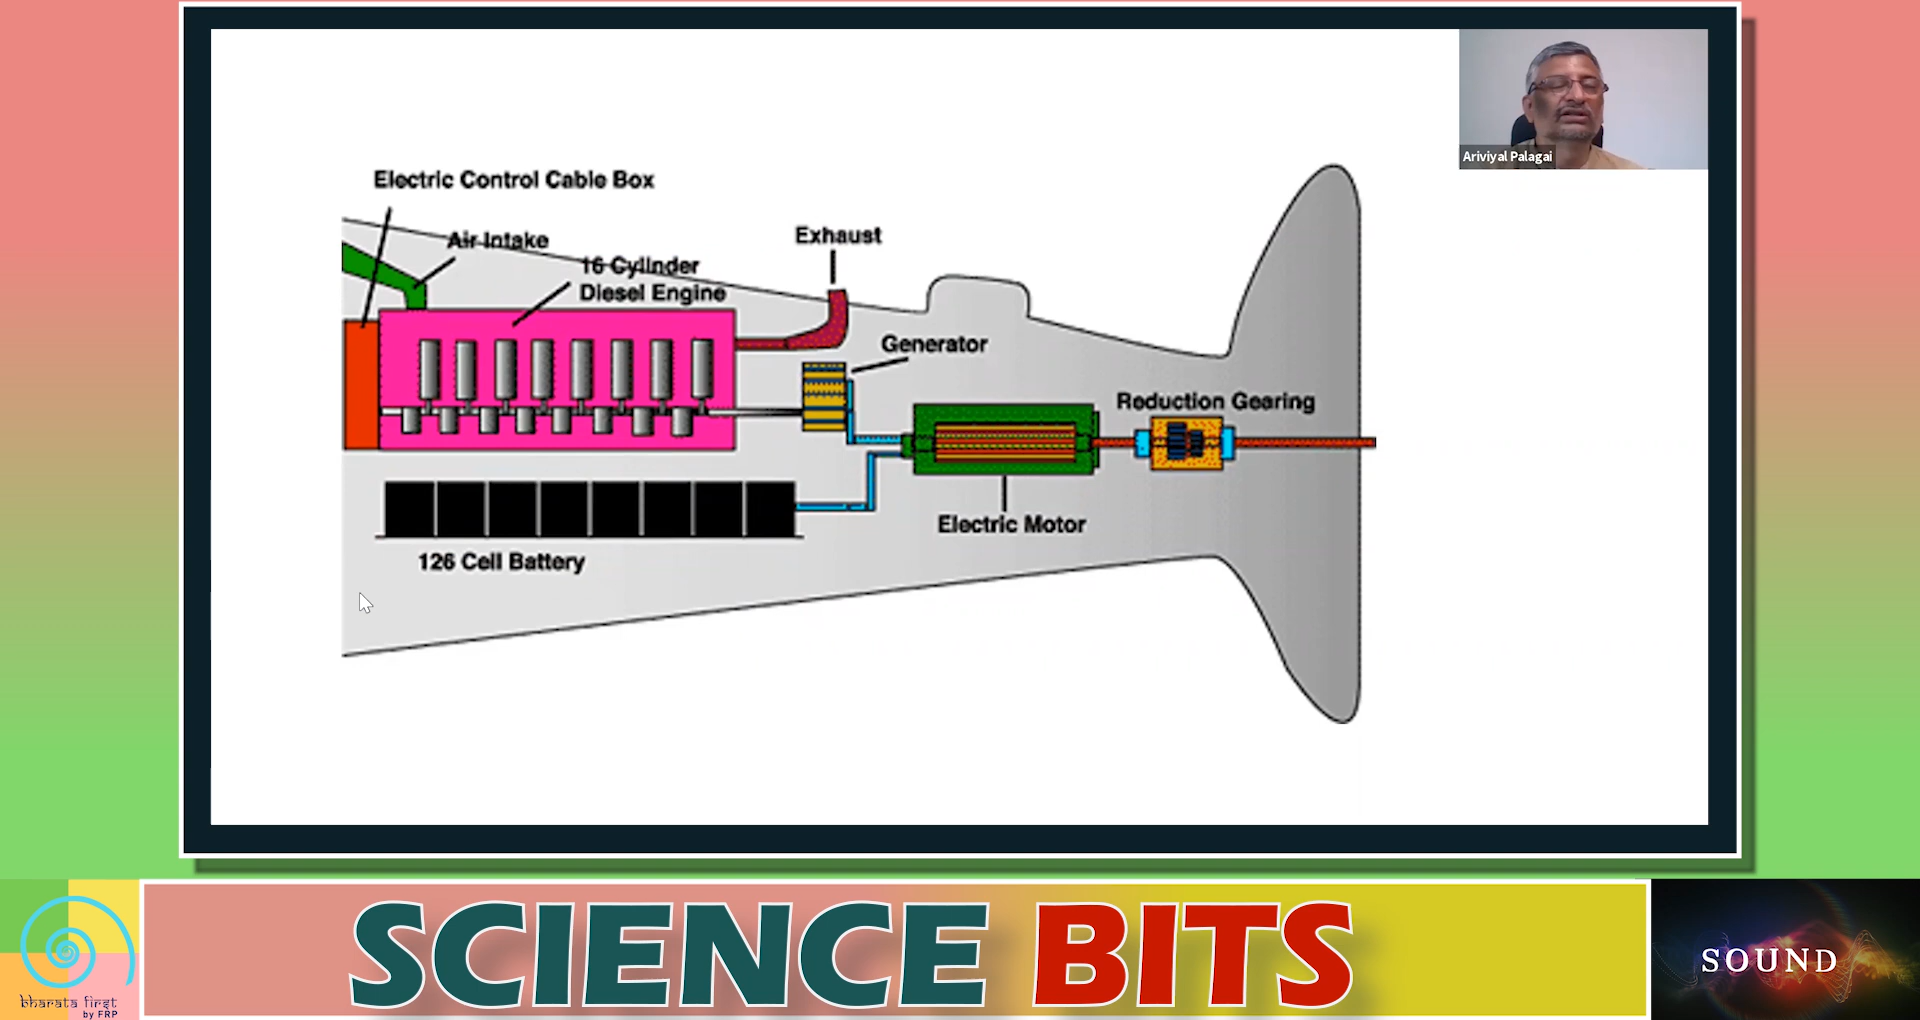 Ariviyal Palagai
Electric Control Cable Box
Air Intake
Exhaust
16 Cylinder
Diesel Engine
Generator
Reduction Gearing
Electric Motor
126 Cell Battery
SCIENCE BITS
SOUND
bharata first
by FRP